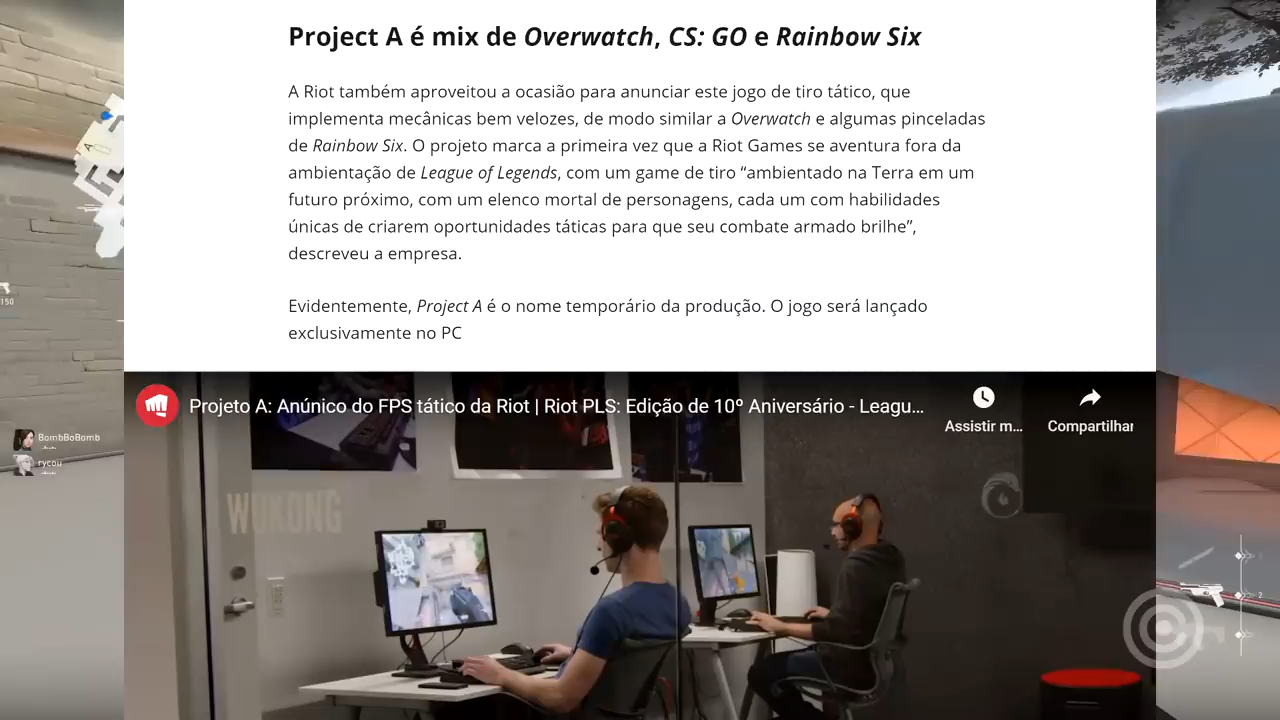 Project A é mix de Overwatch, CS: GO e Rainbow Six
A Riot também aproveitou a ocasião para anunciar este jogo de tiro tático, que
implementa mecânicas bem velozes, de modo similar a Overwatch e algumas pinceladas
de Rainbow Six. O projeto marca a primeira vez que a Riot Games se aventura fora da
ambientação de League of Legends, com um game de tiro “ambientado na Terra em um
futuro próximo, com um elenco mortal de personagens, cada um com habilidades
únicas de criarem oportunidades táticas para que seu combate armado brilhe”,
descreveu a empresa.
Evidentemente, Project A é o nome temporário da produção. O jogo será lançado
exclusivamente no PC
Projeto A: Anúnico do FPS tático da Riot | Riot PLS: Edição de 10º Aniversário - Leagu...
Assistir m...
Compartilhar
WUKONG
A
150
BombBoBomb
rycou
2